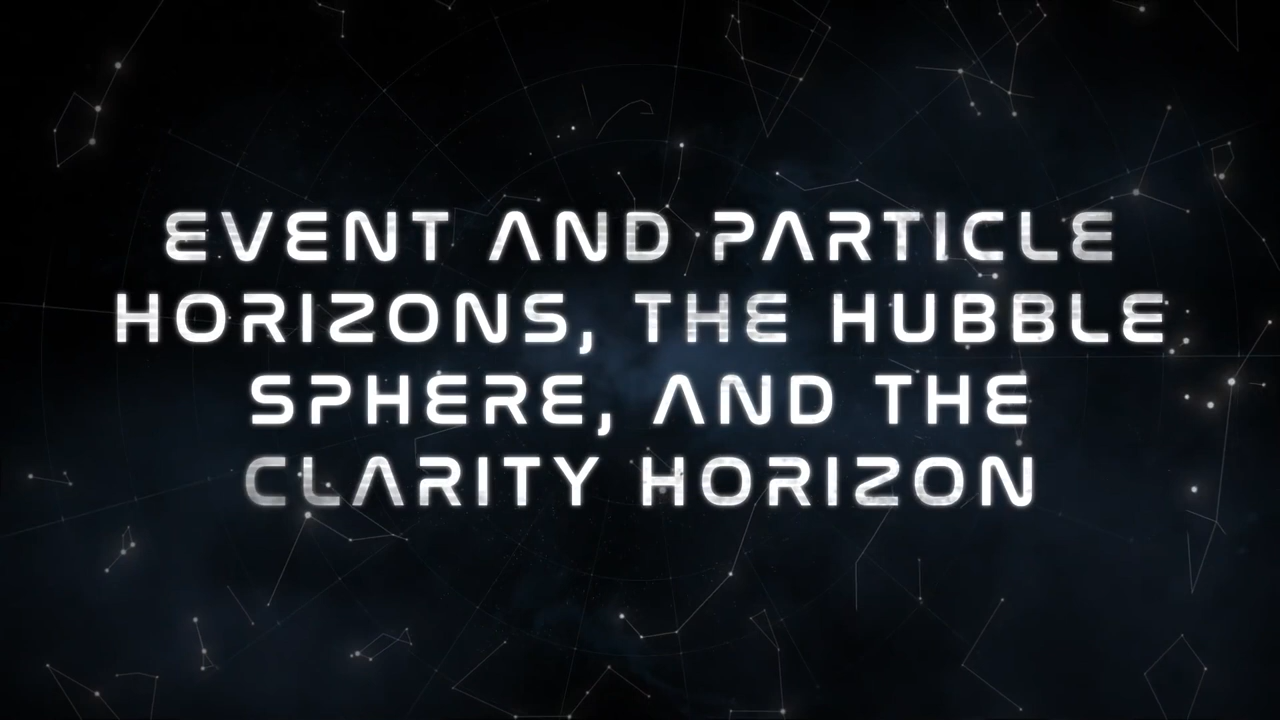 EVENT AND PARTICLE
HORIZONS, THE HUBBLE
SPHERE, AND THE
CLARITY HORIZON